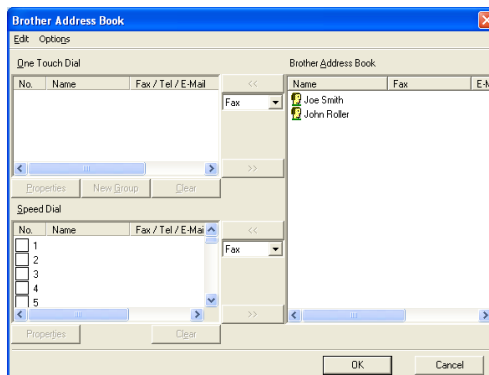 Brother Address Book
Edit Options
One Touch Dial
No. Name Fax / Tel / E-Mail
<<
Fax
>>
Properties New Group Clear
Speed Dial
No. Name Fax / Tel / E-Mai
1
2
3
4
5
<<
Fax
>>
Properties Clear
Brother Address Book
Name Fax E-M
Joe Smith
John Roller
OK Cancel